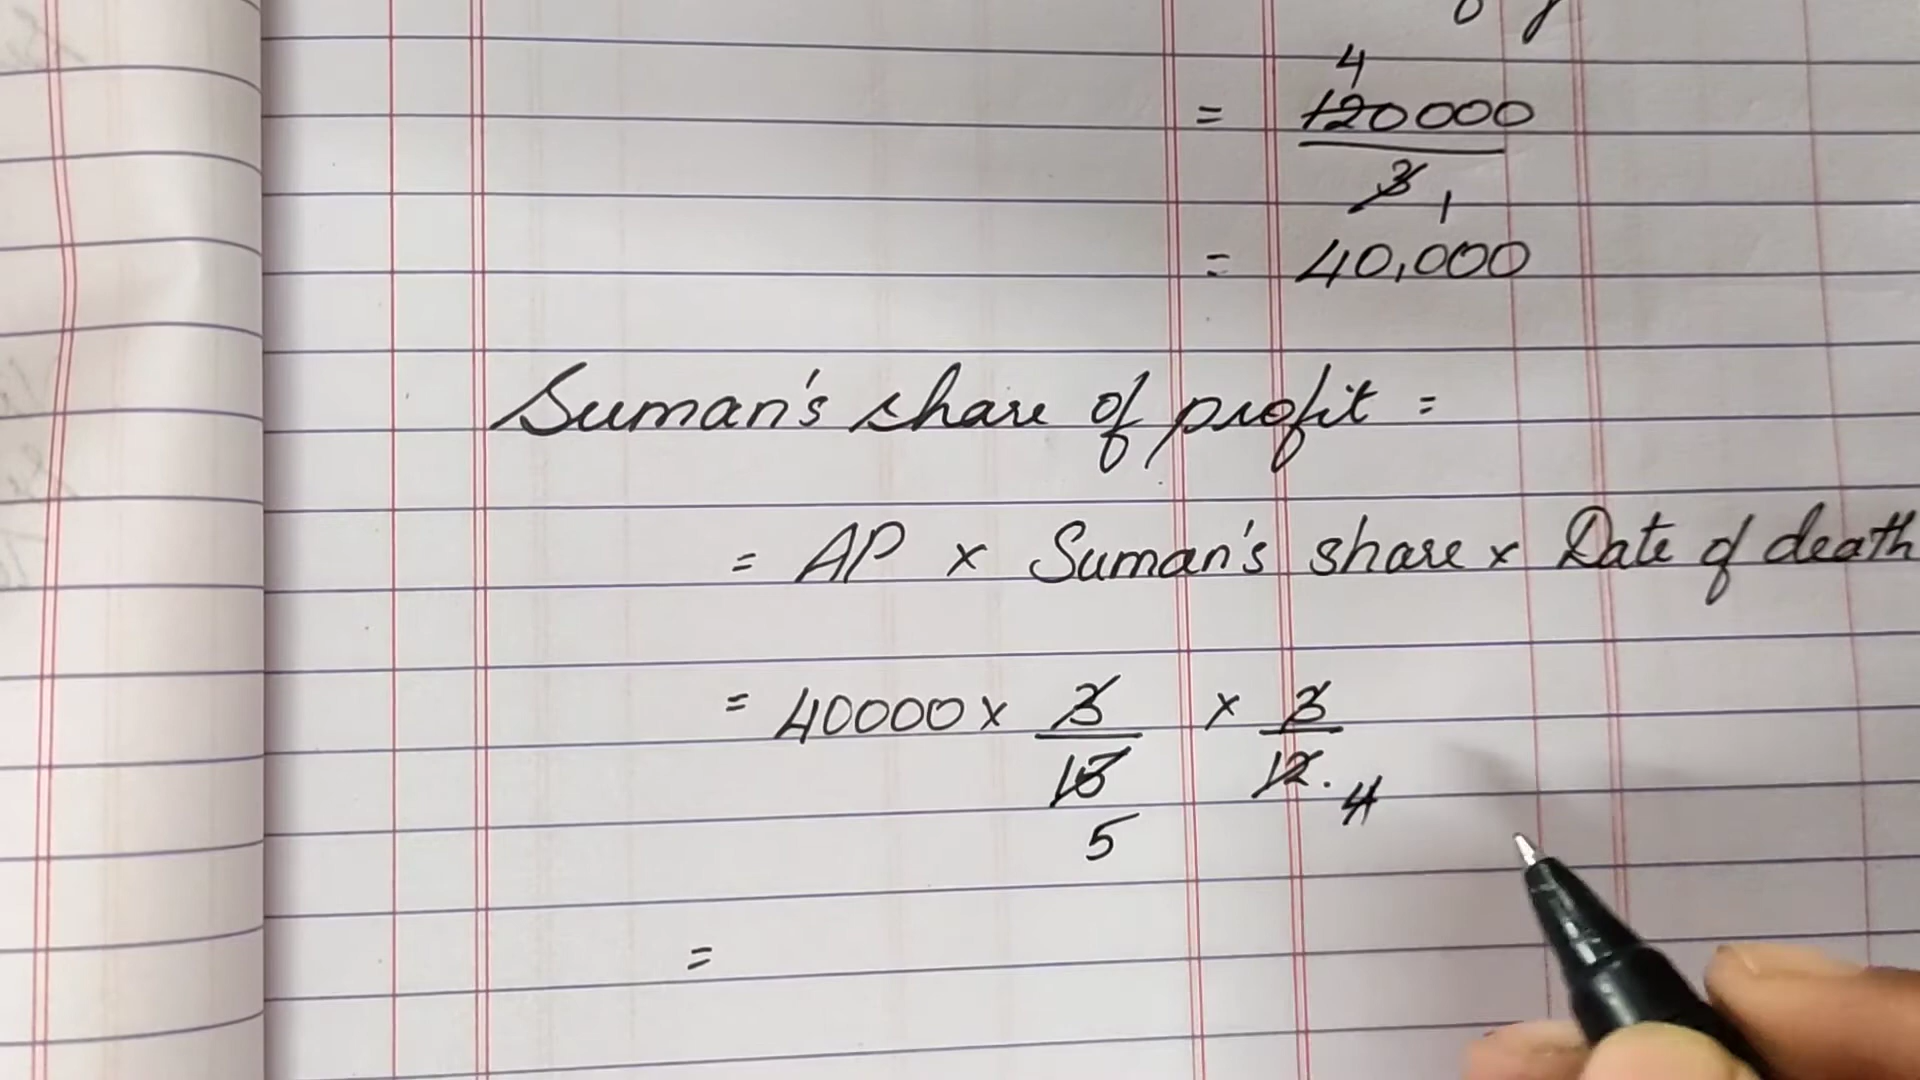 4
= 120000
3 1
= 40,000
Suman's share of profit =
= AP × Suman's share × Date of death
= 40000 × 3 × 3
15 12. 4
5
=